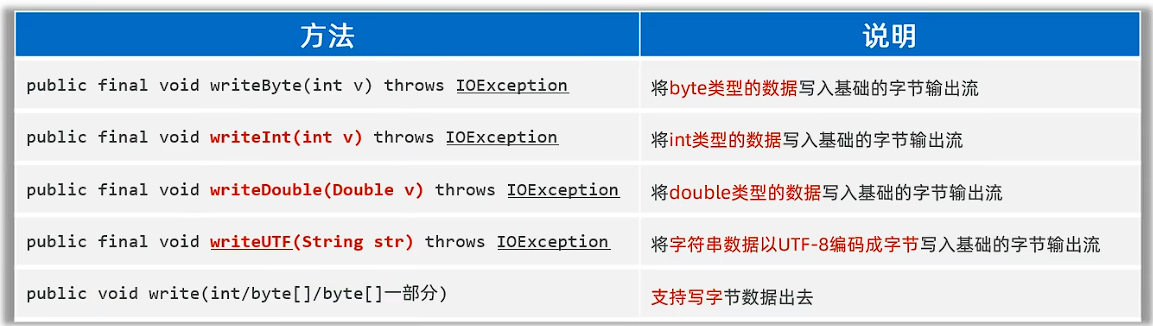 方法 说明
public final void writeByte(int v) throws IOException 将byte类型的数据写入基础的字节输出流
public final void writeInt(int v) throws IOException 将int类型的数据写入基础的字节输出流
public final void writeDouble(Double v) throws IOException 将double类型的数据写入基础的字节输出流
public final void writeUTF(String str) throws IOException 将字符串数据以UTF-8编码成字节写入基础的字节输出流
public void write(int/byte[]/byte[]一部分) 支持写字节数据出去